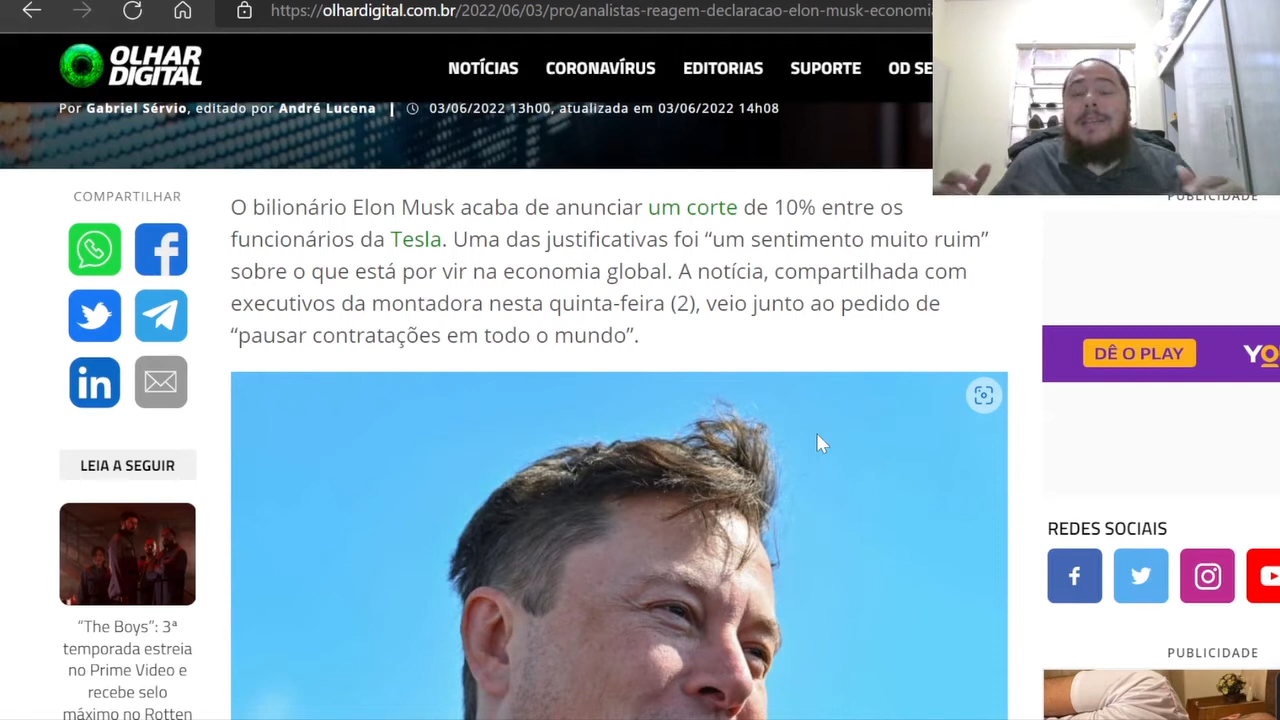 https://olhardigital.com.br/2022/06/03/pro/analistas-reagem-declaracao-elon-musk-economia
OLHAR
DIGITAL
NOTÍCIAS CORONAVÍRUS EDITORIAS SUPORTE OD SE
Por Gabriel Sérvio, editado por André Lucena | 03/06/2022 13h00, atualizada em 03/06/2022 14h08
COMPARTILHAR
O bilionário Elon Musk acaba de anunciar um corte de 10% entre os
funcionários da Tesla. Uma das justificativas foi “um sentimento muito ruim”
sobre o que está por vir na economia global. A notícia, compartilhada com
executivos da montadora nesta quinta-feira (2), veio junto ao pedido de
“pausar contratações em todo o mundo”.
LEIA A SEGUIR
“The Boys”: 3ª
temporada estreia
no Prime Video e
recebe selo
máximo no Rotten
PUBLICIDADE
DÊ O PLAY YO
REDES SOCIAIS
PUBLICIDADE